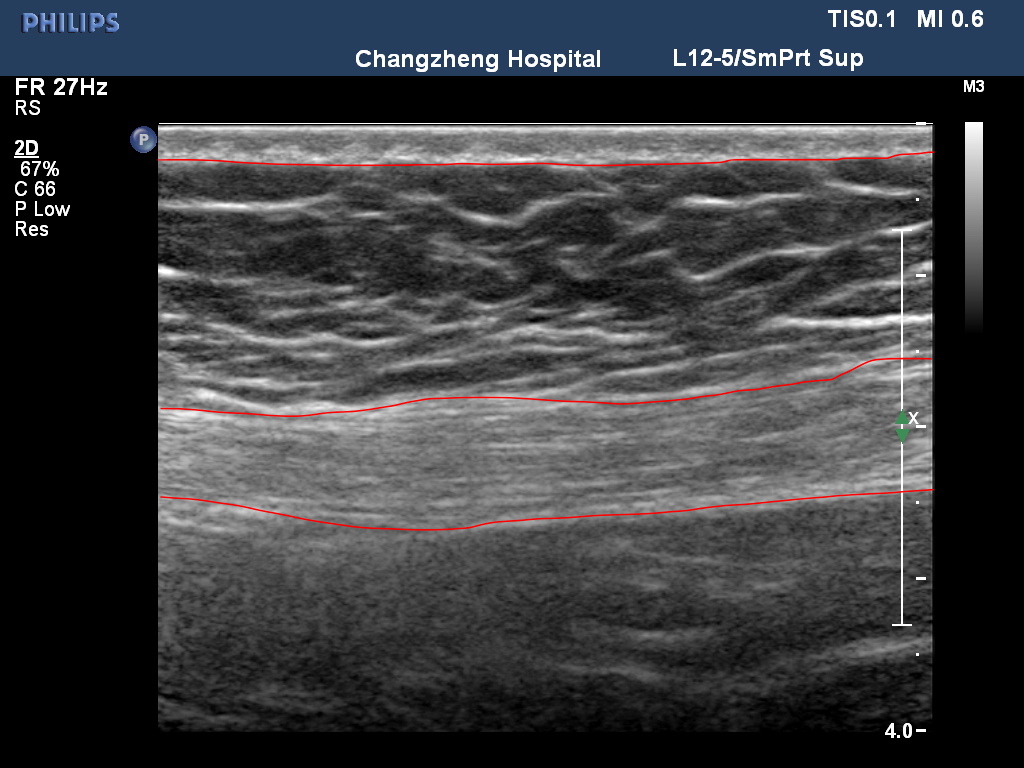 PHILIPS
TIS0.1 MI 0.6
Changzheng Hospital
L12-5/SmPrt Sup
FR 27Hz
RS
M3
P
2D
67%
C 66
P Low
Res
X
4.0